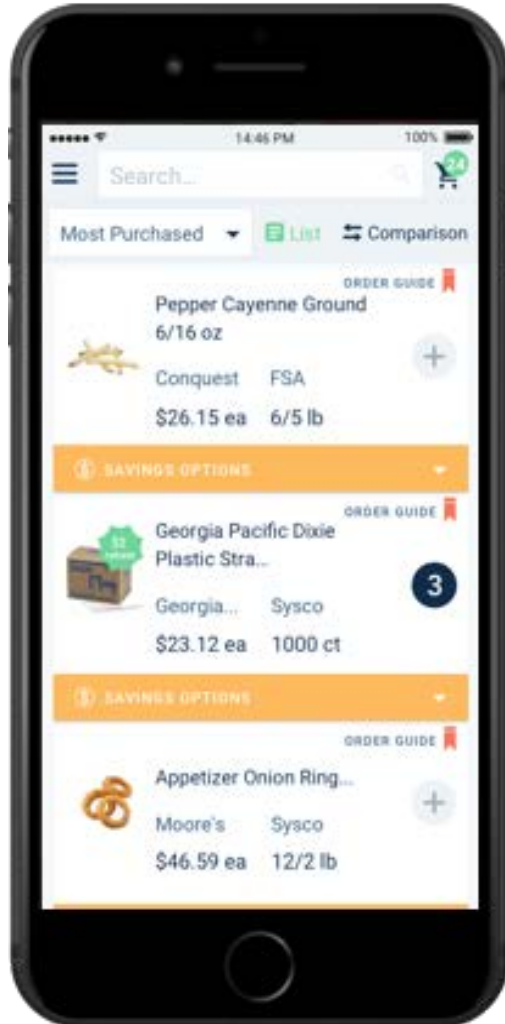 14:46 PM 100%
Search... 24
Most Purchased List Comparison
ORDER GUIDE
Pepper Cayenne Ground
6/16 oz
Conquest FSA
$26.15 ea 6/5 lb
SAVINGS OPTIONS
ORDER GUIDE
Georgia Pacific Dixie
Plastic Stra...
3
Georgia... Sysco
$23.12 ea 1000 ct
SAVINGS OPTIONS
ORDER GUIDE
Appetizer Onion Ring...
Moore's Sysco
$46.59 ea 12/2 lb